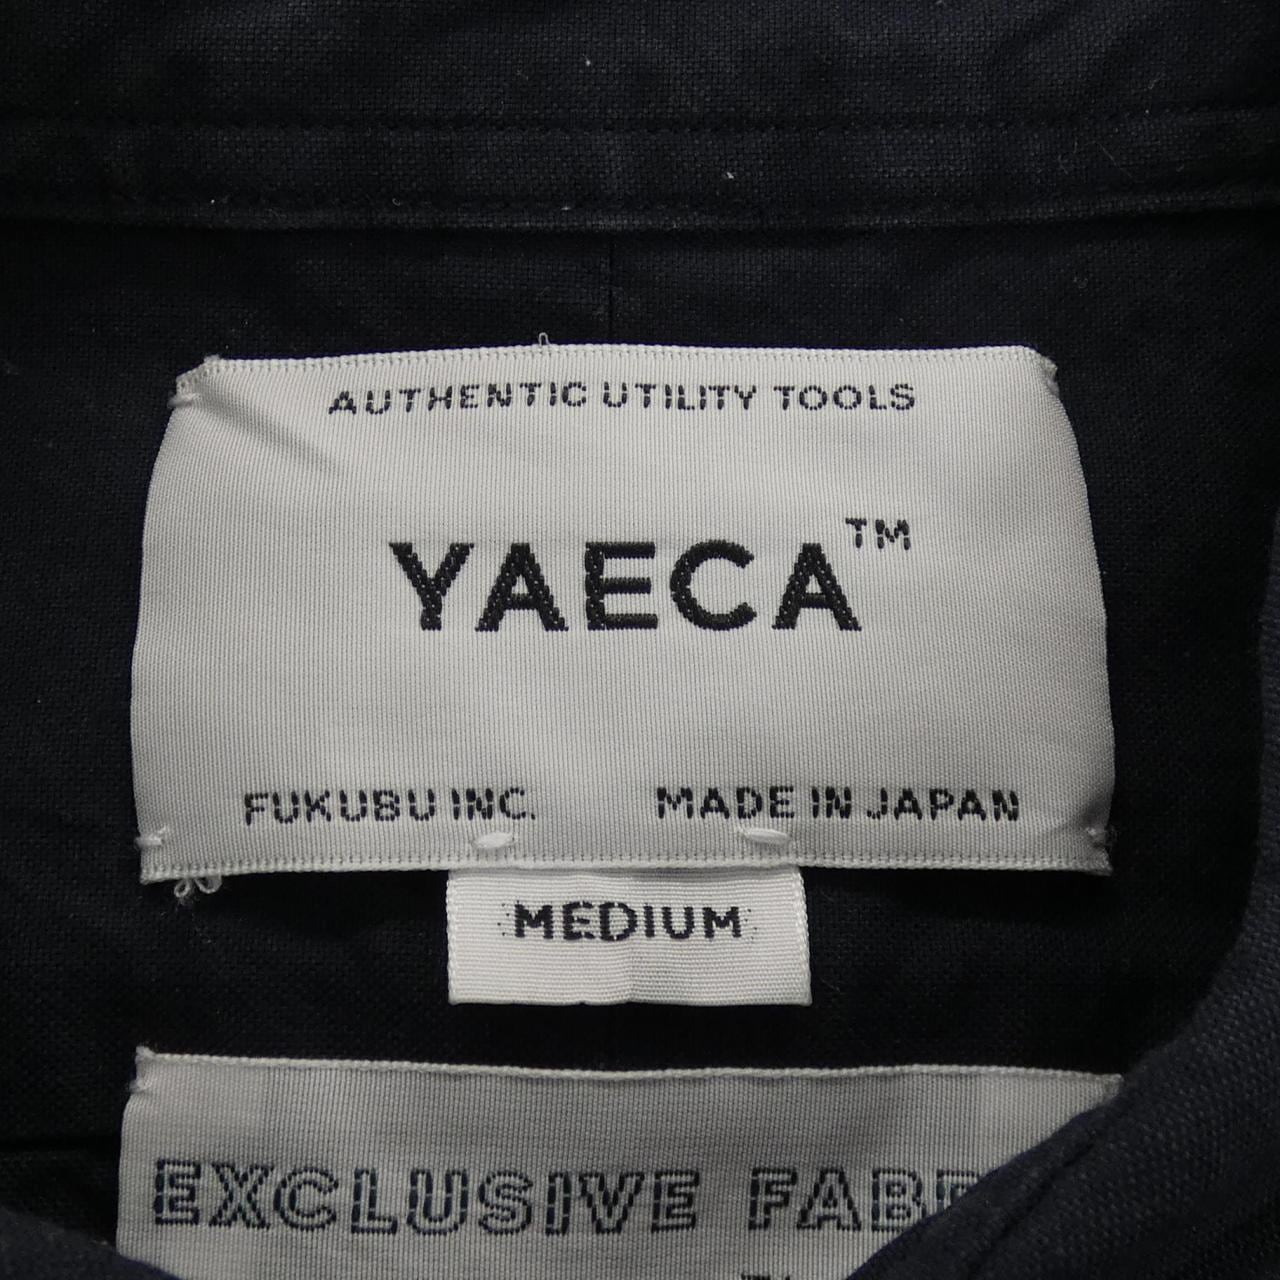 AUTHENTIC UTILITY TOOLS
YAECA™
FUKUBU INC. MADE IN JAPAN
MEDIUM
EXCLUSIVE